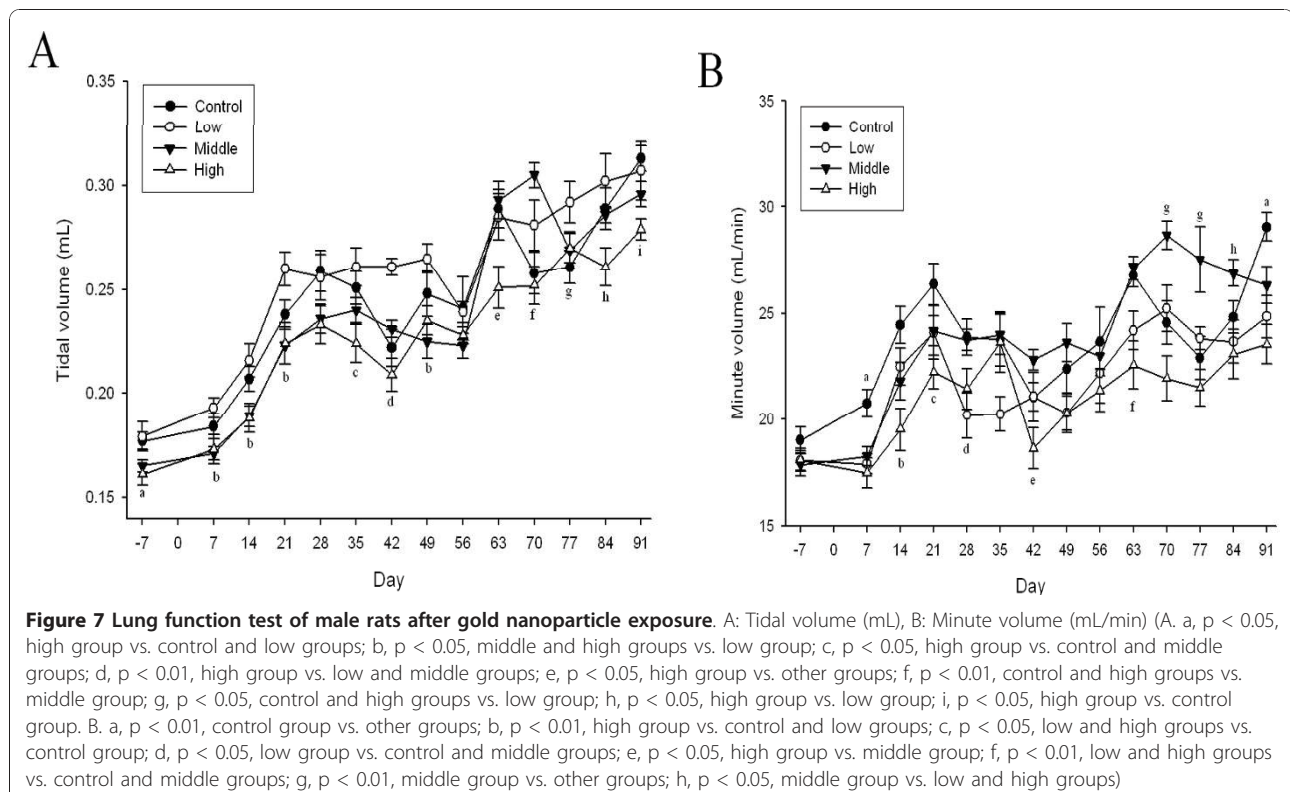 A
Tidal volume (mL)
0.35
0.30
0.25
0.20
0.15
Control
Low
Middle
High
a
b
b
b
c
d
b
e
f
g
h
i
-7 0 7 14 21 28 35 42 49 56 63 70 77 84 91
Day
B
Minute volume (mL/min)
35
30
25
20
15
Control
Low
Middle
High
a
b
c
d
e
f
g
g
h
a
-7 0 7 14 21 28 35 42 49 56 63 70 77 84 91
Day
Figure 7 Lung function test of male rats after gold nanoparticle exposure. A: Tidal volume (mL), B: Minute volume (mL/min) (A. a, p < 0.05,
high group vs. control and low groups; b, p < 0.05, middle and high groups vs. low group; c, p < 0.05, high group vs. control and middle
groups; d, p < 0.01, high group vs. low and middle groups; e, p < 0.05, high group vs. other groups; f, p < 0.01, control and high groups vs.
middle group; g, p < 0.05, control and high groups vs. low group; h, p < 0.05, high group vs. low group; i, p < 0.05, high group vs. control
group. B. a, p < 0.01, control group vs. other groups; b, p < 0.01, high group vs. control and low groups; c, p < 0.05, low and high groups vs.
control group; d, p < 0.05, low group vs. control and middle groups; e, p < 0.05, high group vs. middle group; f, p < 0.01, low and high groups
vs. control and middle groups; g, p < 0.01, middle group vs. other groups; h, p < 0.05, middle group vs. low and high groups)